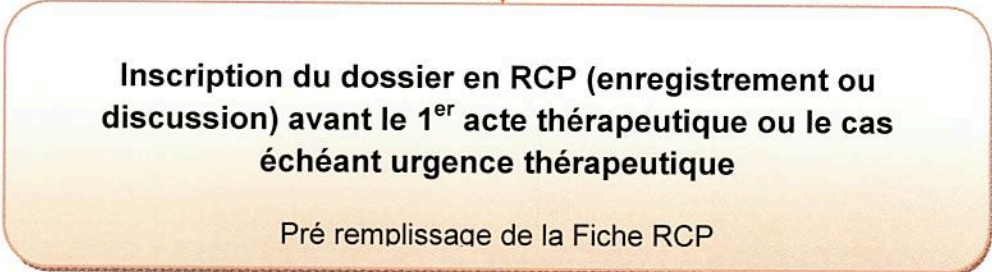 Inscription du dossier en RCP (enregistrement ou
discussion) avant le 1er acte thérapeutique ou le cas
échéant urgence thérapeutique
Pré remplissage de la Fiche RCP